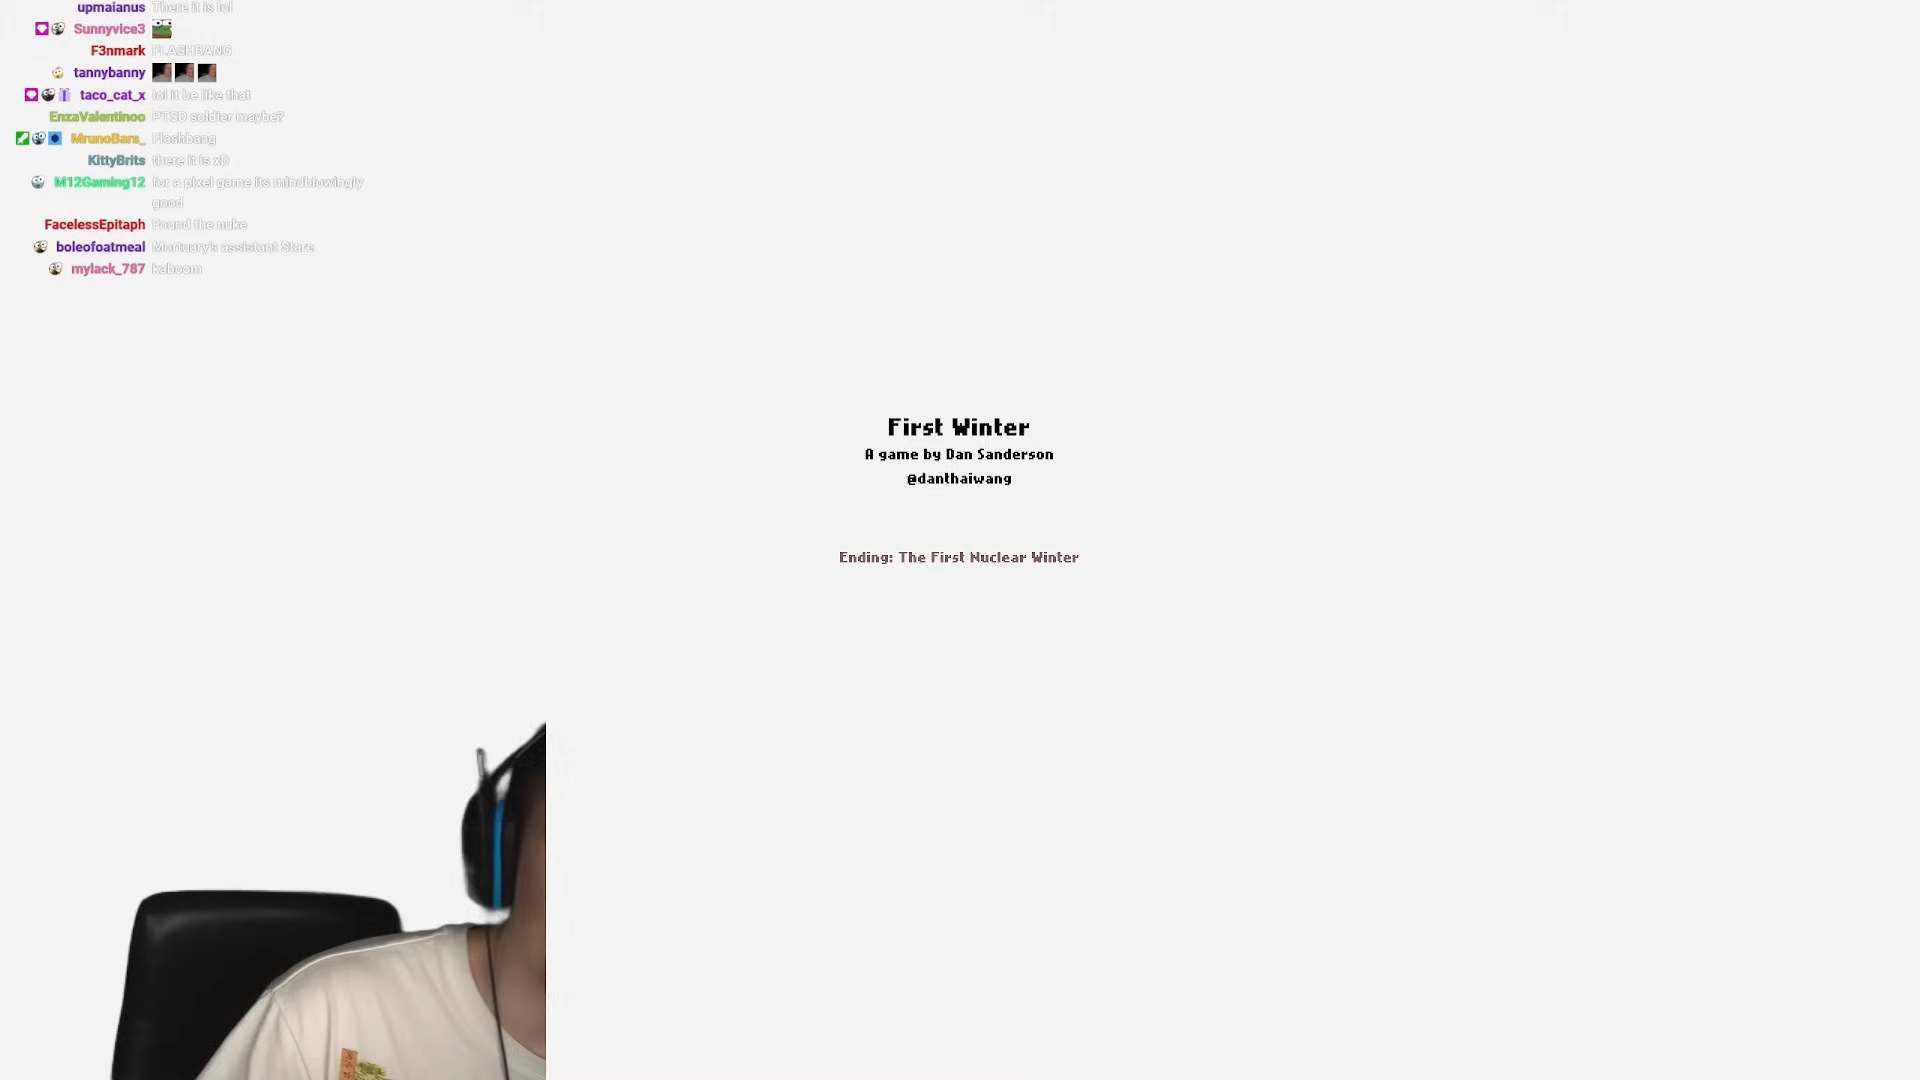 upmaianus There it is lol
Sunnyvice3
F3nmark FLASHBANG
tannybanny
taco_cat_x lol it be like that
EnzaValentinoo PTSD soldier maybe?
MrunoBars_ Flashbang
KittyBrits there it is xD
M12Gaming12 for a pixel game its mindblowingly
good
FacelessEpitaph Found the nuke
boleofoatmeal Mortuary's assistant Stare
mylack_787 kaboom
First Winter
A game by Dan Sanderson
@danthaiwang
Ending: The First Nuclear Winter